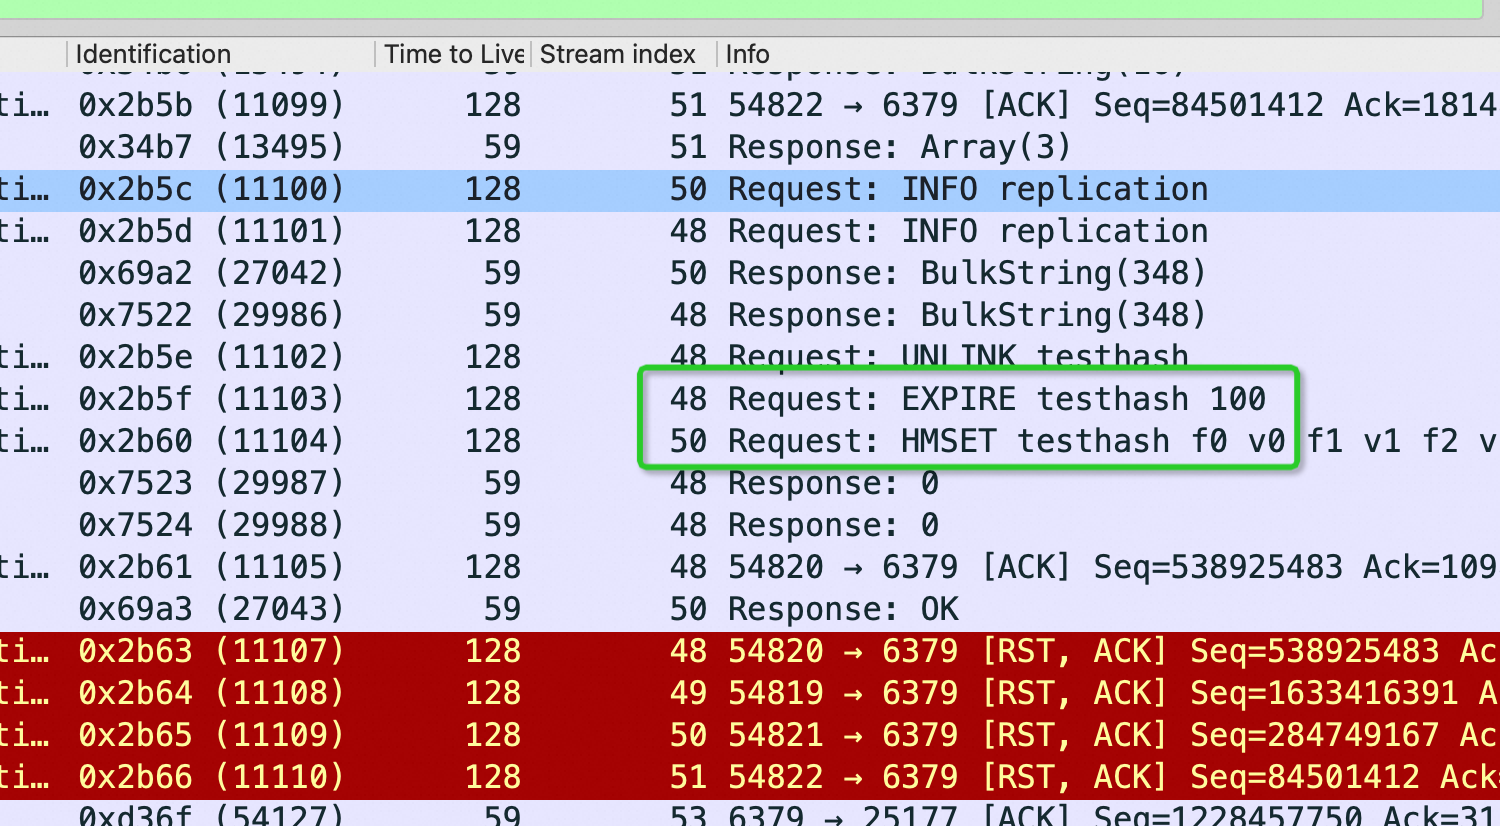 Identification Time to Live Stream index Info
Response: BulkString(16)
ti… 0x2b5b (11099) 128 51 54822 → 6379 [ACK] Seq=84501412 Ack=1814
0x34b7 (13495) 59 51 Response: Array(3)
ti… 0x2b5c (11100) 128 50 Request: INFO replication
ti… 0x2b5d (11101) 128 48 Request: INFO replication
0x69a2 (27042) 59 50 Response: BulkString(348)
0x7522 (29986) 59 48 Response: BulkString(348)
ti… 0x2b5e (11102) 128 48 Request: UNLINK testhash
ti… 0x2b5f (11103) 128 48 Request: EXPIRE testhash 100
ti… 0x2b60 (11104) 128 50 Request: HMSET testhash f0 v0 f1 v1 f2 v
0x7523 (29987) 59 48 Response: 0
0x7524 (29988) 59 48 Response: 0
ti… 0x2b61 (11105) 128 48 54820 → 6379 [ACK] Seq=538925483 Ack=109
0x69a3 (27043) 59 50 Response: OK
ti… 0x2b63 (11107) 128 48 54820 → 6379 [RST, ACK] Seq=538925483 Ac
ti… 0x2b64 (11108) 128 49 54819 → 6379 [RST, ACK] Seq=1633416391 A
ti… 0x2b65 (11109) 128 50 54821 → 6379 [RST, ACK] Seq=284749167 Ac
ti… 0x2b66 (11110) 128 51 54822 → 6379 [RST, ACK] Seq=84501412 Ack=
0xd36f (54127) 59 53 6379 → 25177 [ACK] Seq=1228457750 Ack=31